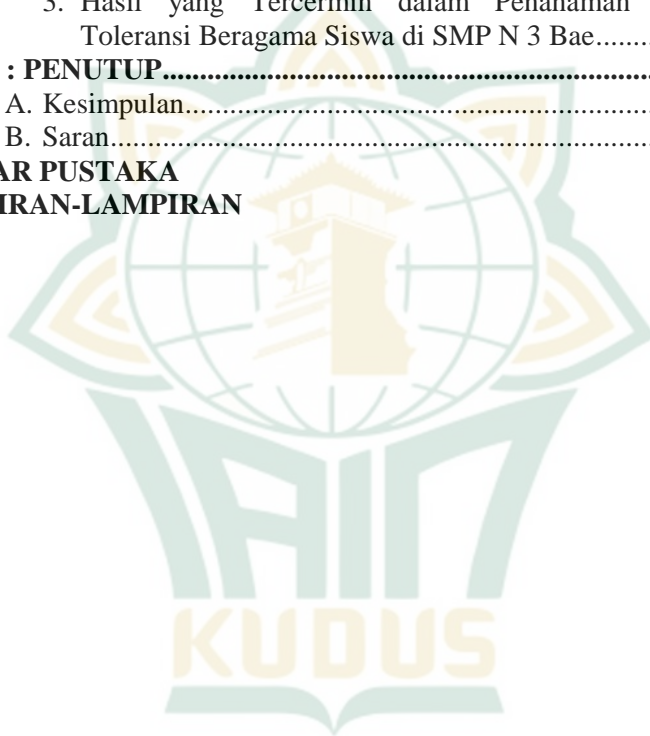 3. Hasil yang Tercermin dalam Penanaman
Toleransi Beragama Siswa di SMP N 3 Bae........
: PENUTUP................................................................
A. Kesimpulan................................................................
B. Saran................................................................
AR PUSTAKA
IRAN-LAMPIRAN
IAIN
KUDUS